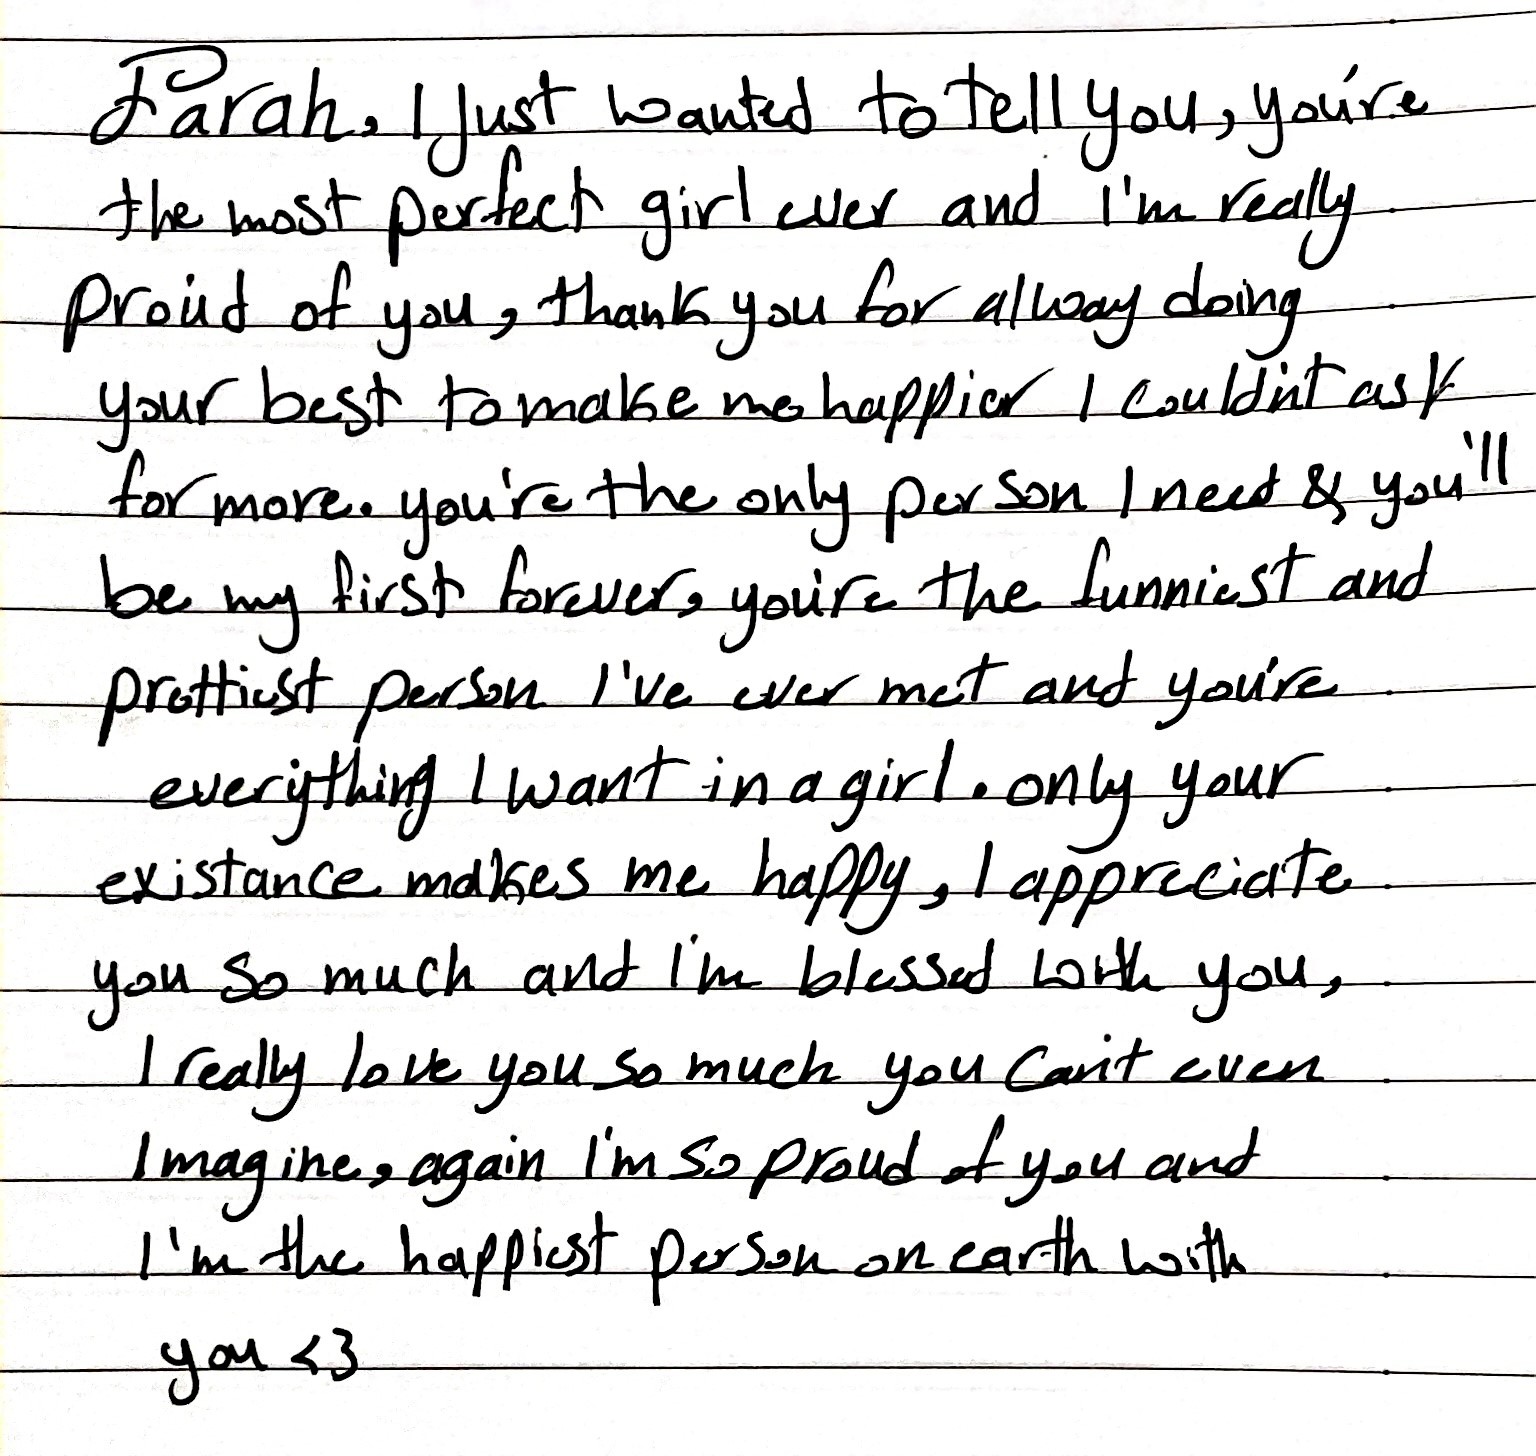 Farah, I Just wanted to tell you, you're
the most perfect girl ever and I'm really
proud of you, thank you for alway doing
your best to make me happier I couldn't ask
for more. you're the only person I need & you'll
be my first forever, you're the funniest and
prettiest person I've ever met and you're
everything I want in a girl. only your
existance makes me happy, I appreciate
you so much and I'm blessed with you,
I really love you so much you can't even
Imagine, again I'm so proud of you and
I'm the happiest person on earth with
you <3